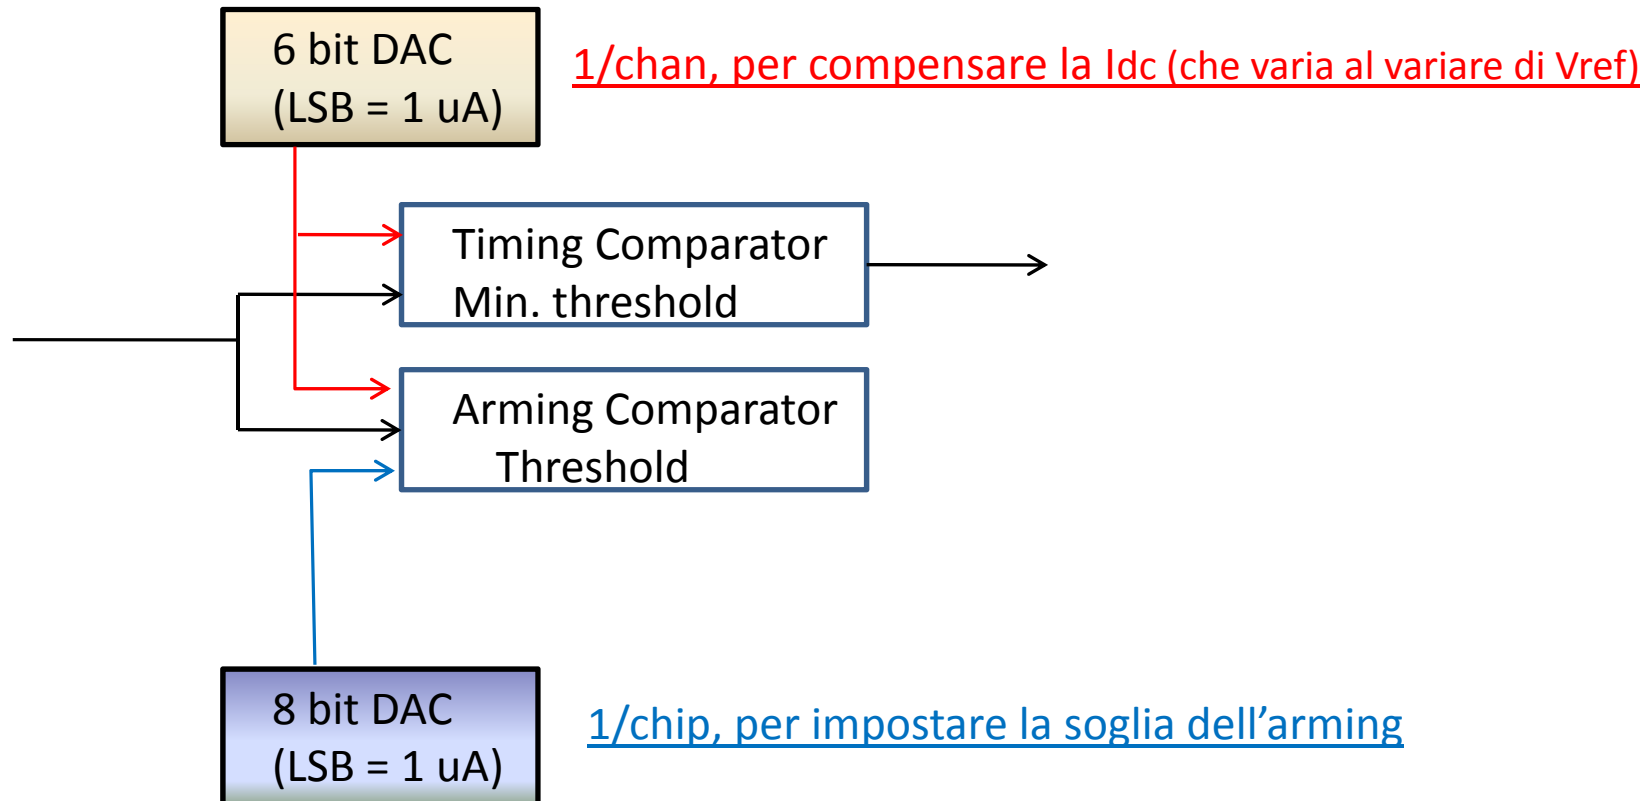 6 bit DAC
(LSB = 1 uA)
1/chan, per compensare la Idc (che varia al variare di Vref)
Timing Comparator
Min. threshold
Arming Comparator
Threshold
8 bit DAC
(LSB = 1 uA)
1/chip, per impostare la soglia dell’arming